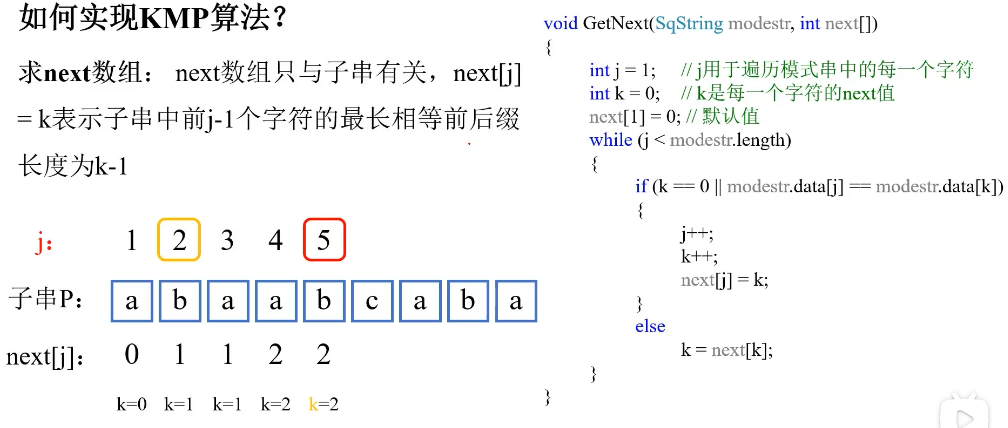 如何实现KMP算法？
求next数组： next数组只与子串有关，next[j]
= k表示子串中前j-1个字符的最长相等前后缀
长度为k-1
j： 1 2 3 4 5
子串P： a b a a b c a b a
next[j]： 0 1 1 2 2
k=0 k=1 k=1 k=2 k=2
void GetNext(SqString modestr, int next[])
{
int j = 1; // j用于遍历模式串中的每一个字符
int k = 0; // k是每一个字符的next值
next[1] = 0; // 默认值
while (j < modestr.length)
{
if (k == 0 || modestr.data[j] == modestr.data[k])
{
j++;
k++;
next[j] = k;
}
else
k = next[k];
}
}